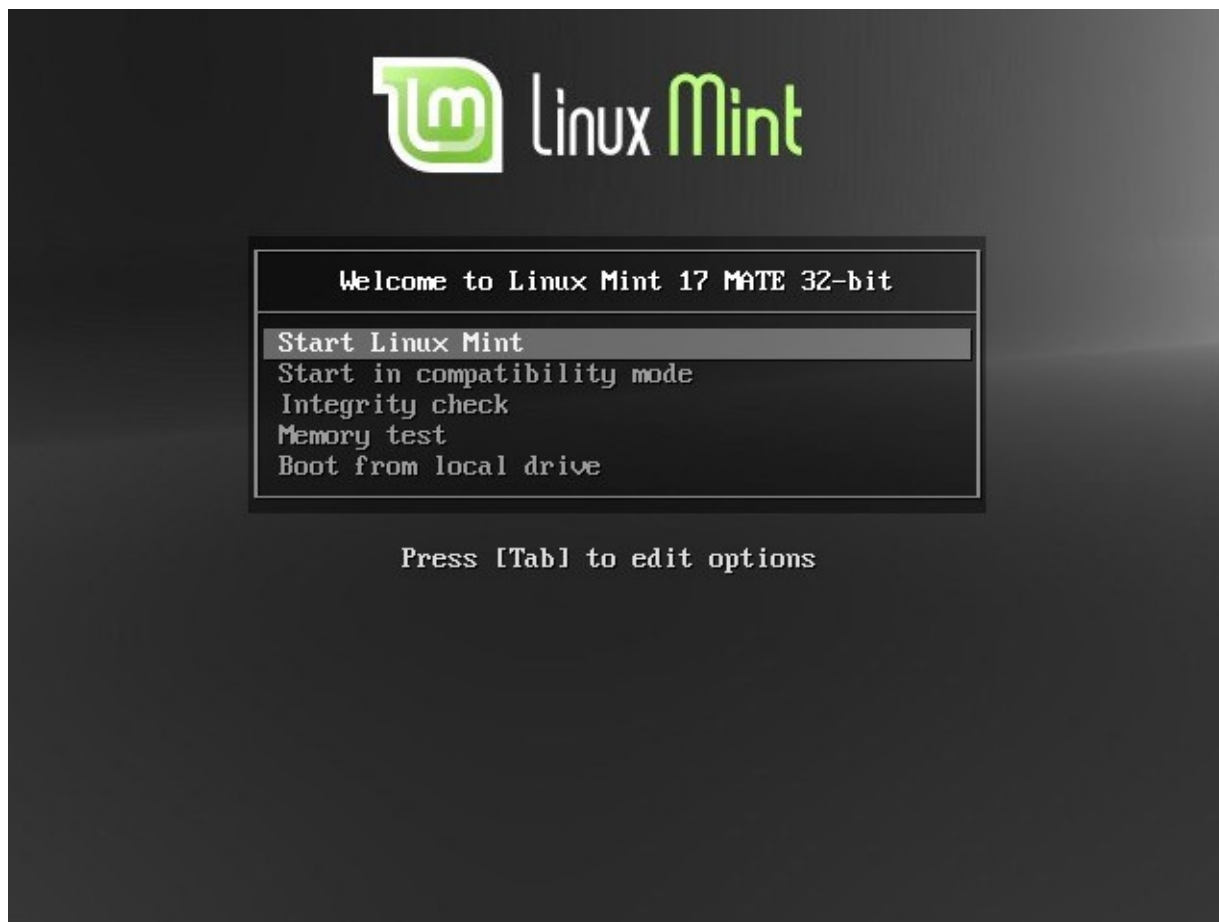 Linux Mint
Welcome to Linux Mint 17 MATE 32-bit
Start Linux Mint
Start in compatibility mode
Integrity check
Memory test
Boot from local drive
Press [Tab] to edit options